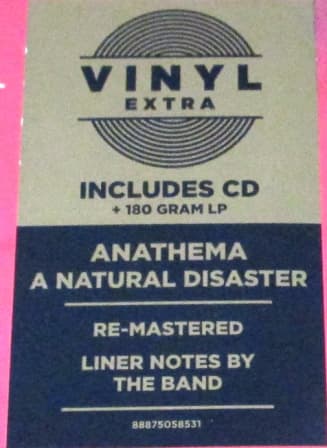 VINYL
EXTRA
INCLUDES CD
+ 180 GRAM LP
ANATHEMA
A NATURAL DISASTER
RE-MASTERED
LINER NOTES BY
THE BAND
88875058531